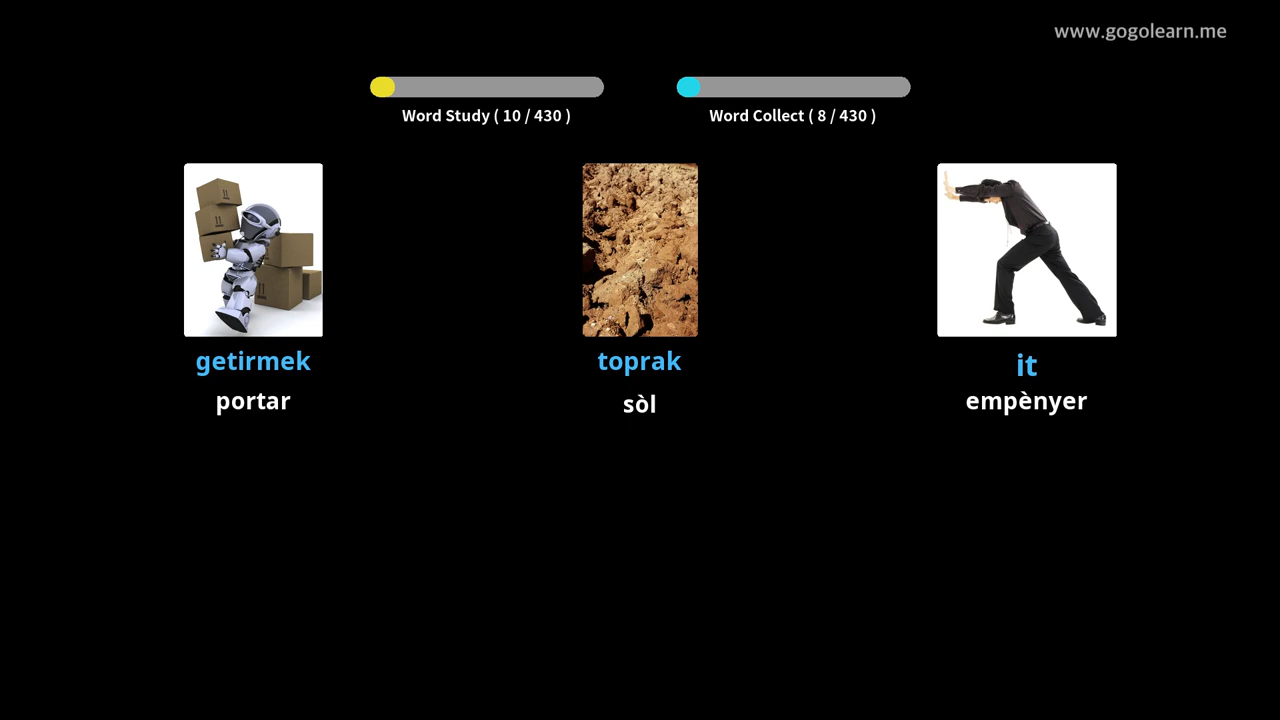 www.gogolearn.me
Word Study ( 10 / 430 )
Word Collect ( 8 / 430 )
getirmek
portar
toprak
sòl
it
empènyer